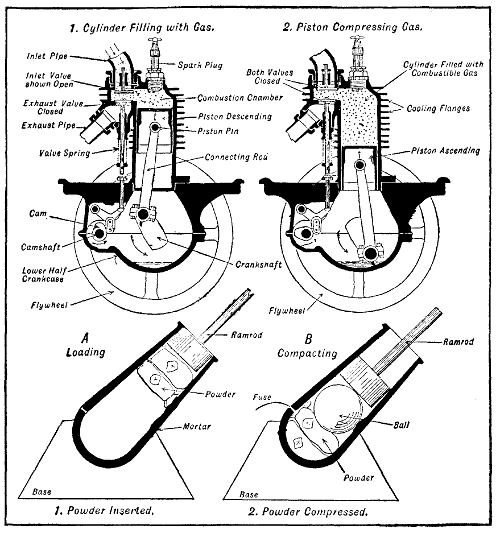 1. Cylinder Filling with Gas.
2. Piston Compressing Gas.
Inlet Pipe
Inlet Valve
shown Open
Exhaust Valve
Closed
Exhaust Pipe
Valve Spring
Cam
Camshaft
Lower Half
Crankcase
Flywheel
Spark Plug
Combustion Chamber
Piston Descending
Piston Pin
Connecting Rod
Crankshaft
Both Valves
Closed
Cylinder Filled with
Combustible Gas
Cooling Flanges
Piston Ascending
Flywheel
A
Loading
Ramrod
Powder
Mortar
Base
1. Powder Inserted.
B
Compacting
Ramrod
Fuse
Ball
Powder
Base
2. Powder Compressed.